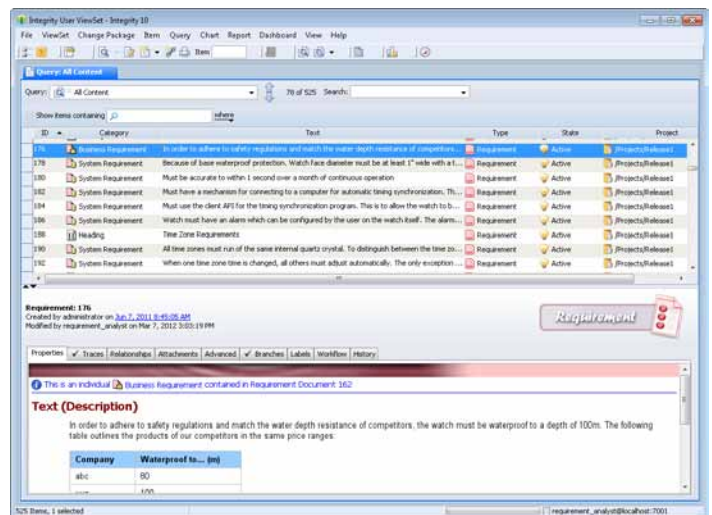 Integrity User ViewSet - Integrity 10
File ViewSet Change Package Item Query Chart Report Dashboard View Help
Item
Query: All Content
Query: All Content 78 of 525 Search:
Show items containing where
ID Category Text Type State Project
176 Business Requirement In order to adhere to safety regulations and match the water depth resistance of competitors... Requirement Active /Projects/Release1
178 System Requirement Because of base waterproof protection. Watch face diameter must be at least 1" wide with a t... Requirement Active /Projects/Release1
180 System Requirement Must be accurate to within 1 second over a month of continuous operation Requirement Active /Projects/Release1
182 System Requirement Must have a mechanism for connecting to a computer for automatic timing synchronization. Th... Requirement Active /Projects/Release1
184 System Requirement Must use the client API for the timing synchronization program. This is to allow the watch to b... Requirement Active /Projects/Release1
186 System Requirement Watch must have an alarm which can be configured by the user on the watch itself. The alarm... Requirement Active /Projects/Release1
188 Heading Time Zone Requirements Requirement Active /Projects/Release1
190 System Requirement All time zones must run of the same internal quartz crystal. To distinguish between the time zo... Requirement Active /Projects/Release1
192 System Requirement When one time zone time is changed, all others must adjust automatically. The only exception ... Requirement Active /Projects/Release1
Requirement: 176
Created by administrator on Jun 7, 2011 8:45:05 AM
Modified by requirement_analyst on Mar 7, 2012 3:03:19 PM
Requirement
Properties Traces Relationships Attachments Advanced Branches Labels Workflow History
This is an individual Business Requirement contained in Requirement Document 162
Text (Description)
In order to adhere to safety regulations and match the water depth resistance of competitors, the watch must be waterproof to a depth of 100m. The following
table outlines the products of our competitors in the same price ranges:
Company Waterproof to... (m)
abc 80
100
525 Items, 1 selected requirement_analyst@localhost:7001